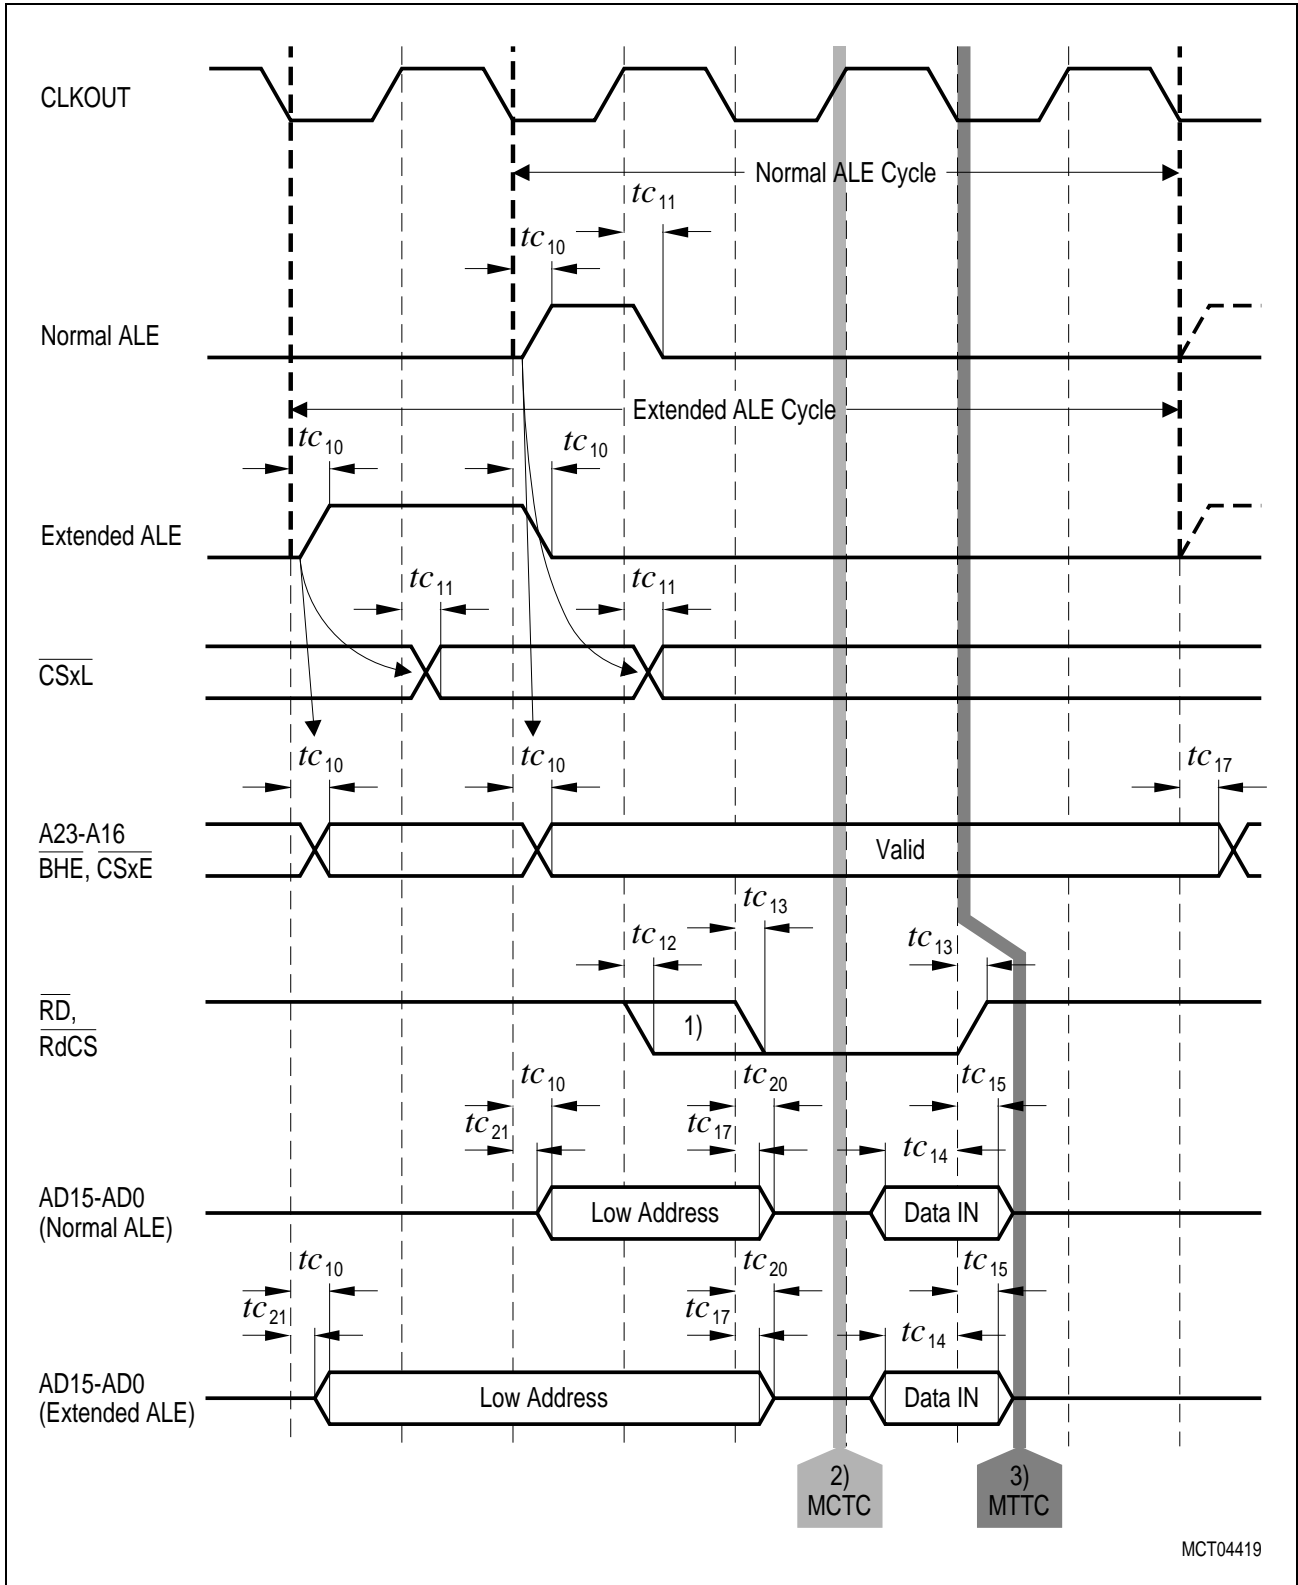 CLKOUT
Normal ALE Cycle
tc11
tc10
Normal ALE
Extended ALE Cycle
tc10
tc10
Extended ALE
tc11
tc11
CSxL
tc10
tc10
tc17
A23-A16
BHE, CSxE
Valid
tc13
tc12
tc13
RD,
RdCS
1)
tc10
tc20
tc15
tc21
tc17
tc14
AD15-AD0
(Normal ALE)
Low Address
Data IN
tc10
tc20
tc15
tc21
tc17
tc14
AD15-AD0
(Extended ALE)
Low Address
Data IN
2)
MCTC
3)
MTTC
MCT04419